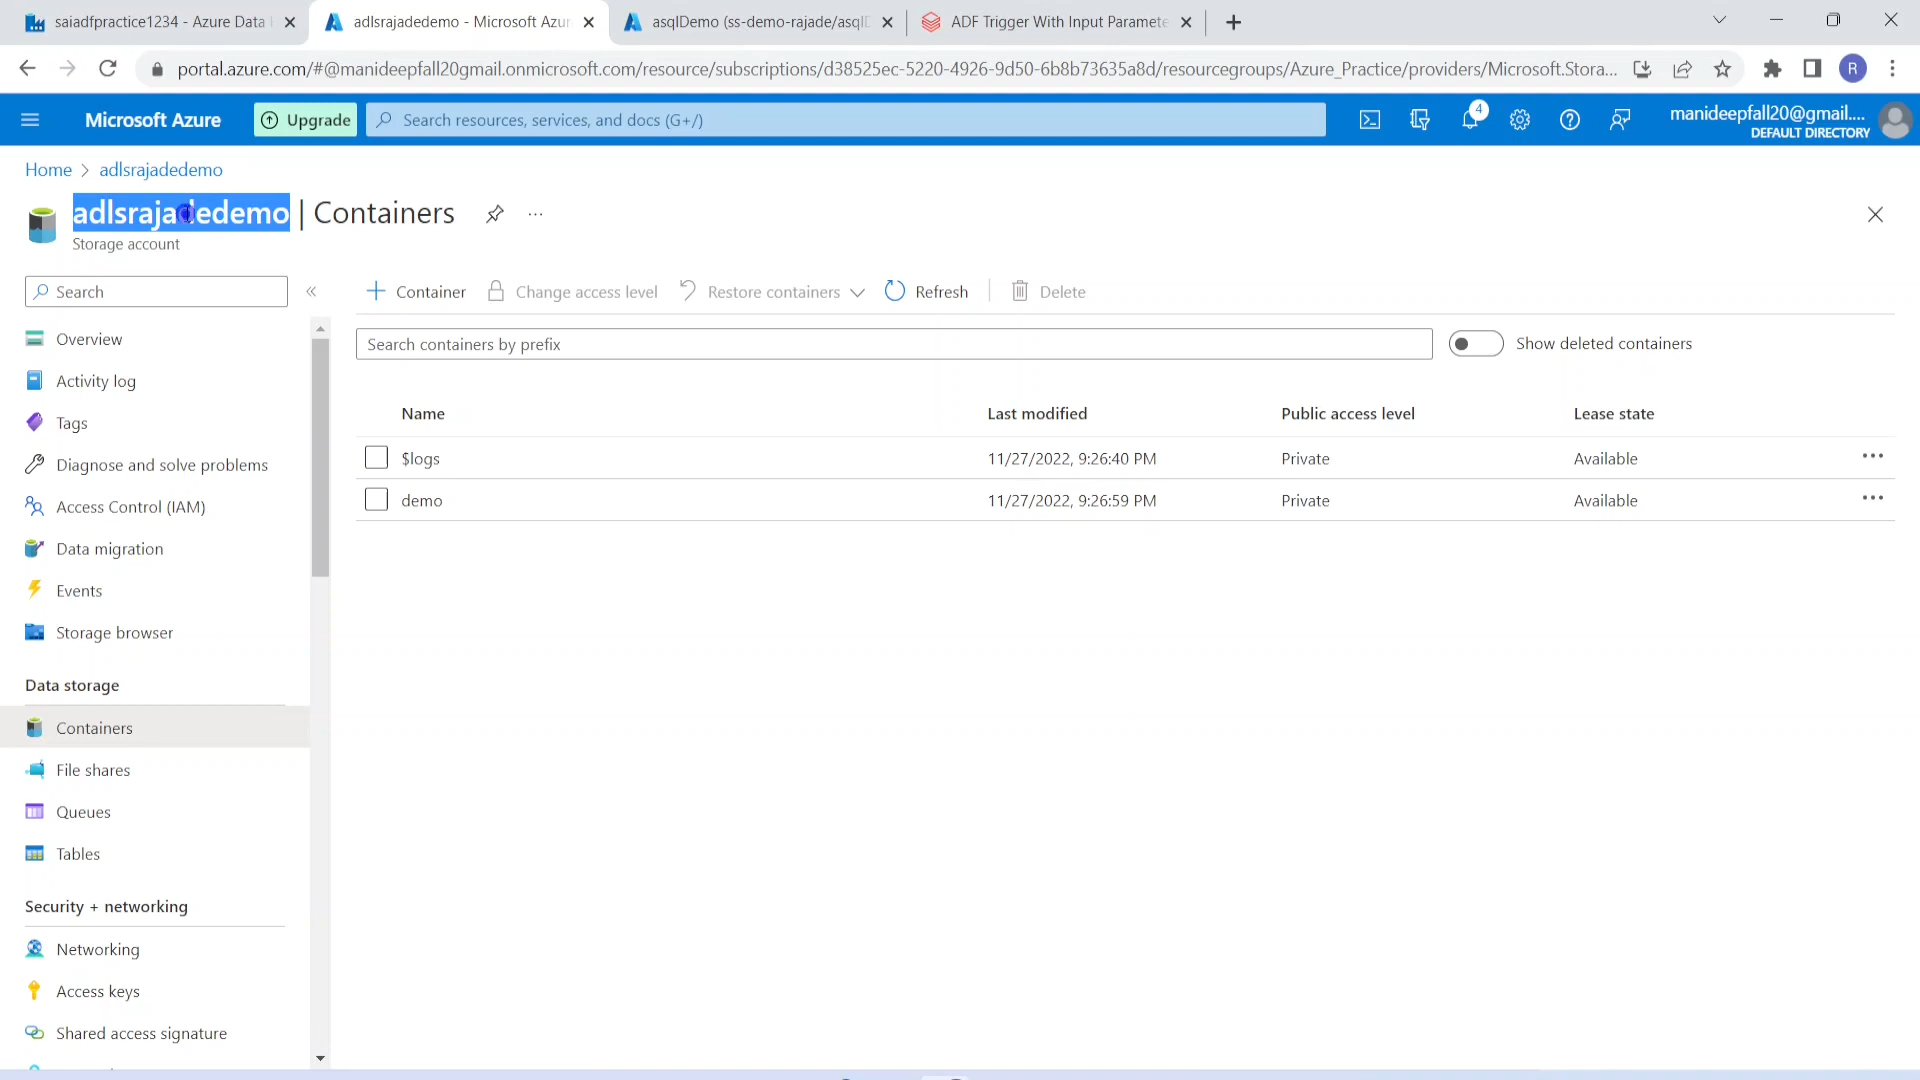 saiadfpractice1234 - Azure Data
adlsrajadedemo - Microsoft Azur
asqlDemo (ss-demo-rajade/asqlD
ADF Trigger With Input Paramete
portal.azure.com/#@manideepfall20gmail.onmicrosoft.com/resource/subscriptions/d38525ec-5220-4926-9d50-6b8b73635a8d/resourcegroups/Azure_Practice/providers/Microsoft.Stora...
R
Microsoft Azure
Upgrade
Search resources, services, and docs (G+/)
4
manideepfall20@gmail....
DEFAULT DIRECTORY
Home > adlsrajadedemo
adlsrajadedemo | Containers
...
Storage account
Search
«
Container
Change access level
Restore containers
Refresh
Delete
Search containers by prefix
Show deleted containers
Overview
Activity log
Tags
Diagnose and solve problems
Access Control (IAM)
Data migration
Events
Storage browser
Data storage
Containers
File shares
Queues
Tables
Security + networking
Networking
Access keys
Shared access signature
Name Last modified Public access level Lease state
$logs 11/27/2022, 9:26:40 PM Private Available ...
demo 11/27/2022, 9:26:59 PM Private Available ...